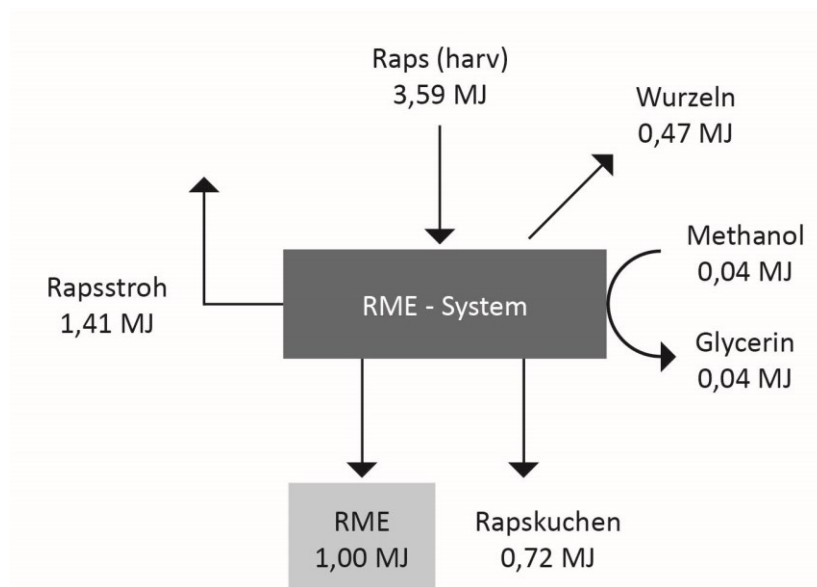 Raps (harv)
3,59 MJ
Wurzeln
0,47 MJ
Methanol
0,04 MJ
Rapsstroh
1,41 MJ
RME - System
Glycerin
0,04 MJ
RME
1,00 MJ
Rapskuchen
0,72 MJ